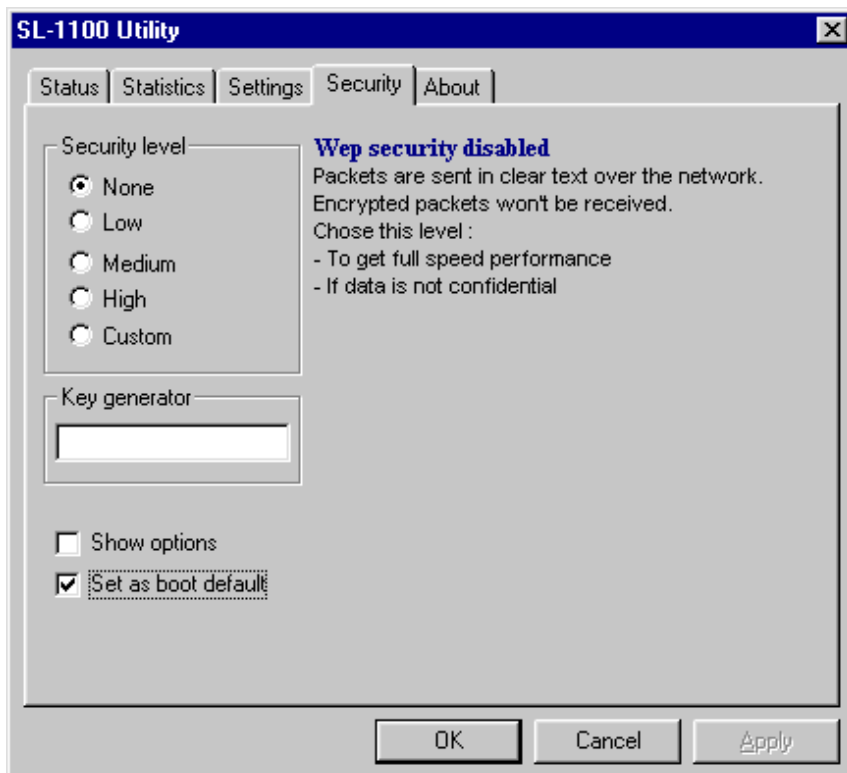 SL-1100 Utility
Status Statistics Settings Security About
Security level
None
Low
Medium
High
Custom
Key generator
Show options
Set as boot default
Wep security disabled
Packets are sent in clear text over the network.
Encrypted packets won't be received.
Chose this level :
- To get full speed performance
- If data is not confidential
OK Cancel Apply